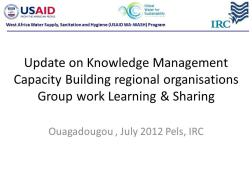 USAID
FROM THE AMERICAN PEOPLE
Global
Water for
Sustainability
IRC
West Africa Water Supply, Sanitation and Hygiene (USAID WA-WASH) Program
Update on Knowledge Management
Capacity Building regional organisations
Group work Learning & Sharing
Ouagadougou , July 2012 Pels, IRC